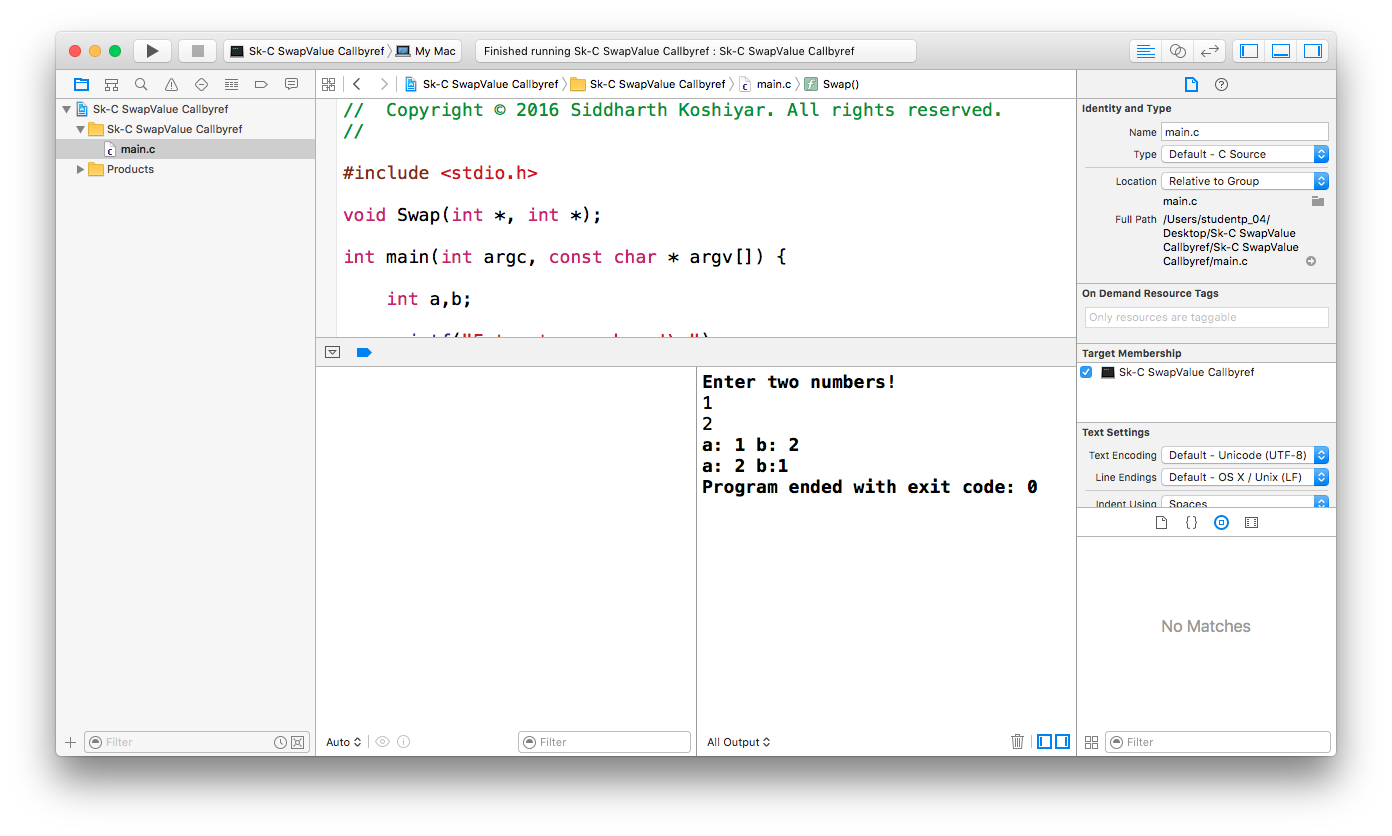 Sk-C SwapValue Callbyref My Mac
Finished running Sk-C SwapValue Callbyref : Sk-C SwapValue Callbyref
Sk-C SwapValue Callbyref
Sk-C SwapValue Callbyref
main.c
Products
Filter
Sk-C SwapValue Callbyref Sk-C SwapValue Callbyref main.c Swap()
//  Copyright © 2016 Siddharth Koshiyar. All rights reserved.
//
#include <stdio.h>
void Swap(int *, int *);
int main(int argc, const char * argv[]) {
    int a,b;
Auto
Filter
Enter two numbers!
1
2
a: 1 b: 2
a: 2 b:1
Program ended with exit code: 0
All Output
Identity and Type
Name main.c
Type Default - C Source
Location Relative to Group
main.c
Full Path /Users/studentp_04/
Desktop/Sk-C SwapValue
Callbyref/Sk-C SwapValue
Callbyref/main.c
On Demand Resource Tags
Only resources are taggable
Target Membership
Sk-C SwapValue Callbyref
Text Settings
Text Encoding Default - Unicode (UTF-8)
Line Endings Default - OS X / Unix (LF)
Indent Using Spaces
{}
No Matches
Filter